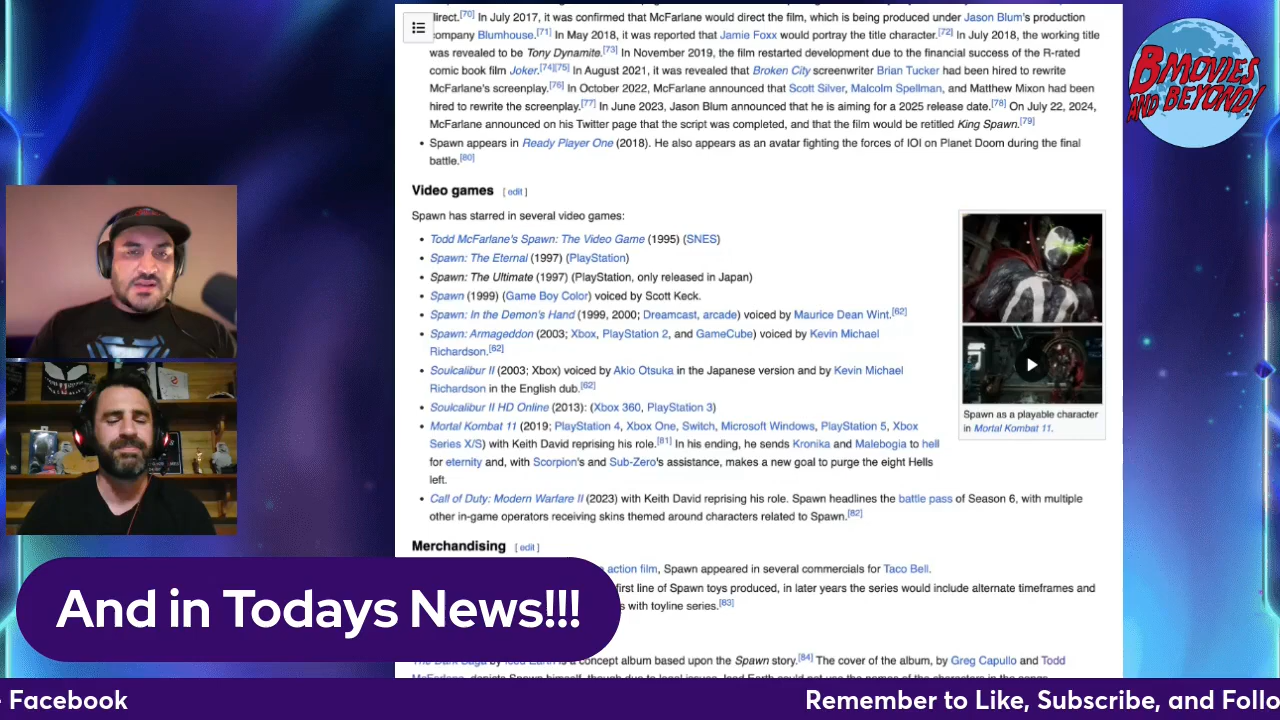 direct.[70] In July 2017, it was confirmed that McFarlane would direct the film, which is being produced under Jason Blum's production
company Blumhouse.[71] In May 2018, it was reported that Jamie Foxx would portray the title character.[72] In July 2018, the working title
was revealed to be Tony Dynamite.[73] In November 2019, the film restarted development due to the financial success of the R-rated
comic book film Joker.[74][75] In August 2021, it was revealed that Broken City screenwriter Brian Tucker had been hired to rewrite
McFarlane's screenplay.[76] In October 2022, McFarlane announced that Scott Silver, Malcolm Spellman, and Matthew Mixon had been
hired to rewrite the screenplay.[77] In June 2023, Jason Blum announced that he is aiming for a 2025 release date.[78] On July 22, 2024,
McFarlane announced on his Twitter page that the script was completed, and that the film would be retitled King Spawn.[79]
• Spawn appears in Ready Player One (2018). He also appears as an avatar fighting the forces of IOI on Planet Doom during the final
battle.[80]
Video games [ edit ]
Spawn has starred in several video games:
• Todd McFarlane's Spawn: The Video Game (1995) (SNES)
• Spawn: The Eternal (1997) (PlayStation)
• Spawn: The Ultimate (1997) (PlayStation, only released in Japan)
• Spawn (1999) (Game Boy Color) voiced by Scott Keck.
• Spawn: In the Demon's Hand (1999, 2000; Dreamcast, arcade) voiced by Maurice Dean Wint.[62]
• Spawn: Armageddon (2003; Xbox, PlayStation 2, and GameCube) voiced by Kevin Michael
Richardson.[62]
• Soulcalibur II (2003; Xbox) voiced by Akio Otsuka in the Japanese version and by Kevin Michael
Richardson in the English dub.[62]
• Soulcalibur II HD Online (2013): (Xbox 360, PlayStation 3)
• Mortal Kombat 11 (2019; PlayStation 4, Xbox One, Switch, Microsoft Windows, PlayStation 5, Xbox
Series X/S) with Keith David reprising his role.[81] In his ending, he sends Kronika and Malebogia to hell
for eternity and, with Scorpion's and Sub-Zero's assistance, makes a new goal to purge the eight Hells
left.
• Call of Duty: Modern Warfare II (2023) with Keith David reprising his role. Spawn headlines the battle pass of Season 6, with multiple
other in-game operators receiving skins themed around characters related to Spawn.[82]
Spawn as a playable character
in Mortal Kombat 11.
Merchandising [ edit ]
action film, Spawn appeared in several commercials for Taco Bell.
first line of Spawn toys produced, in later years the series would include alternate timeframes and
with toyline series.[83]
concept album based upon the Spawn story.[84] The cover of the album, by Greg Capullo and Todd
B MOVIES
AND BEYOND!
And in Todays News!!!
- Facebook
Remember to Like, Subscribe, and Follo